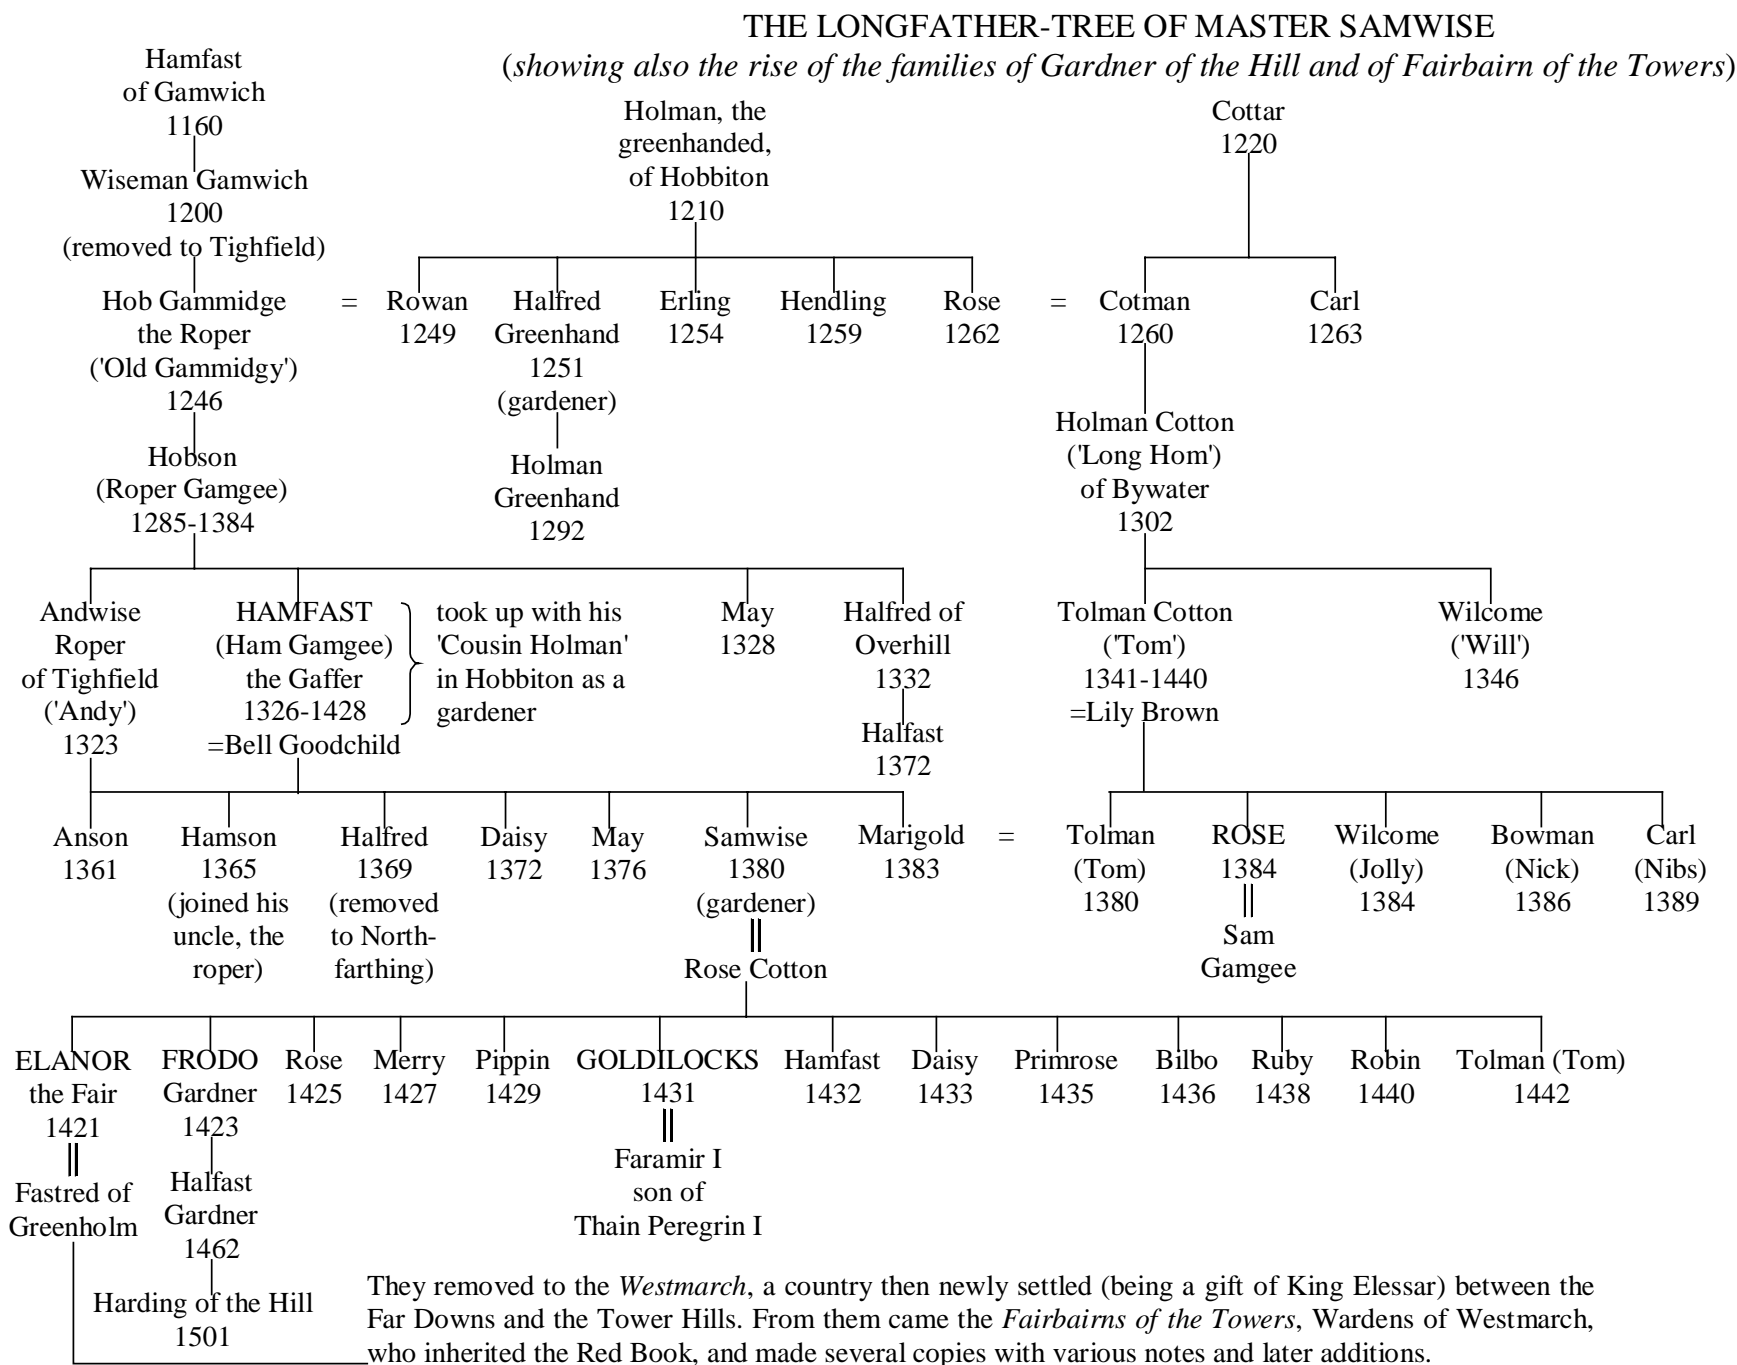 THE LONGFATHER-TREE OF MASTER SAMWISE
(showing also the rise of the families of Gardner of the Hill and of Fairbairn of the Towers)
Hamfast
of Gamwich
1160
Wiseman Gamwich
1200
(removed to Tighfield)
Holman, the
greenhanded,
of Hobbiton
1210
Cottar
1220
Hob Gammidge
the Roper
('Old Gammidgy')
1246
=
Rowan
1249
Halfred
Greenhand
1251
(gardener)
Erling
1254
Hendling
1259
Rose
1262
=
Cotman
1260
Carl
1263
Hobson
(Roper Gamgee)
1285-1384
Holman
Greenhand
1292
Holman Cotton
('Long Hom')
of Bywater
1302
Andwise
Roper
of Tighfield
('Andy')
1323
HAMFAST
(Ham Gamgee)
the Gaffer
1326-1428
=Bell Goodchild
took up with his
'Cousin Holman'
in Hobbiton as a
gardener
May
1328
Halfred of
Overhill
1332
Halfast
1372
Tolman Cotton
('Tom')
1341-1440
=Lily Brown
Wilcome
('Will')
1346
Anson
1361
Hamson
1365
(joined his
uncle, the
roper)
Halfred
1369
(removed
to North-
farthing)
Daisy
1372
May
1376
Samwise
1380
(gardener)
Rose Cotton
Marigold
1383
=
Tolman
(Tom)
1380
ROSE
1384
Sam
Gamgee
Wilcome
(Jolly)
1384
Bowman
(Nick)
1386
Carl
(Nibs)
1389
ELANOR
the Fair
1421
Fastred of
Greenholm
FRODO
Gardner
1423
Halfast
Gardner
1462
Harding of the Hill
1501
Rose
1425
Merry
1427
Pippin
1429
GOLDILOCKS
1431
Faramir I
son of
Thain Peregrin I
Hamfast
1432
Daisy
1433
Primrose
1435
Bilbo
1436
Ruby
1438
Robin
1440
Tolman (Tom)
1442
They removed to the Westmarch, a country then newly settled (being a gift of King Elessar) between the
Far Downs and the Tower Hills. From them came the Fairbairns of the Towers, Wardens of Westmarch,
who inherited the Red Book, and made several copies with various notes and later additions.